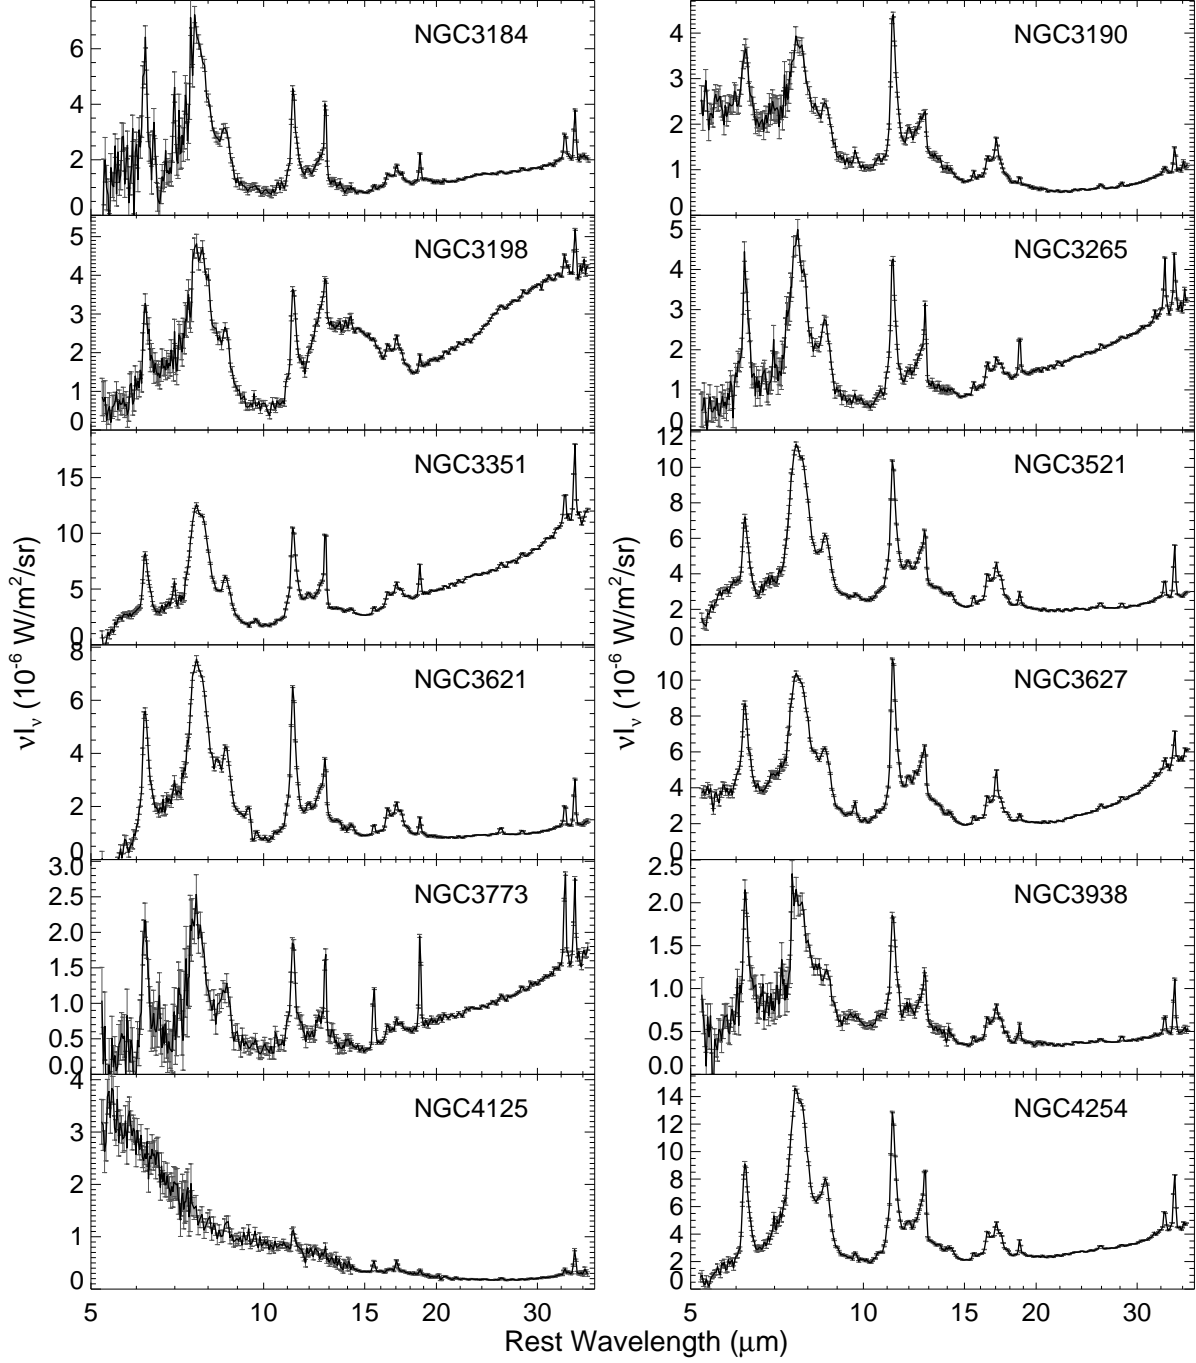 NGC3184
0 2 4 6
NGC3190
0 1 2 3 4
NGC3198
0 1 2 3 4 5
NGC3265
0 1 2 3 4 5
NGC3351
0 5 10 15
NGC3521
0 2 4 6 8 10 12
NGC3621
0 2 4 6 8
NGC3627
0 2 4 6 8 10
NGC3773
0.0 0.5 1.0 1.5 2.0 2.5 3.0
NGC3938
0.0 0.5 1.0 1.5 2.0 2.5
NGC4125
0 1 2 3 4
NGC4254
0 2 4 6 8 10 12 14
νIν (10-6 W/m2/sr)
νIν (10-6 W/m2/sr)
5 10 15 20 30
5 10 15 20 30
Rest Wavelength (μm)